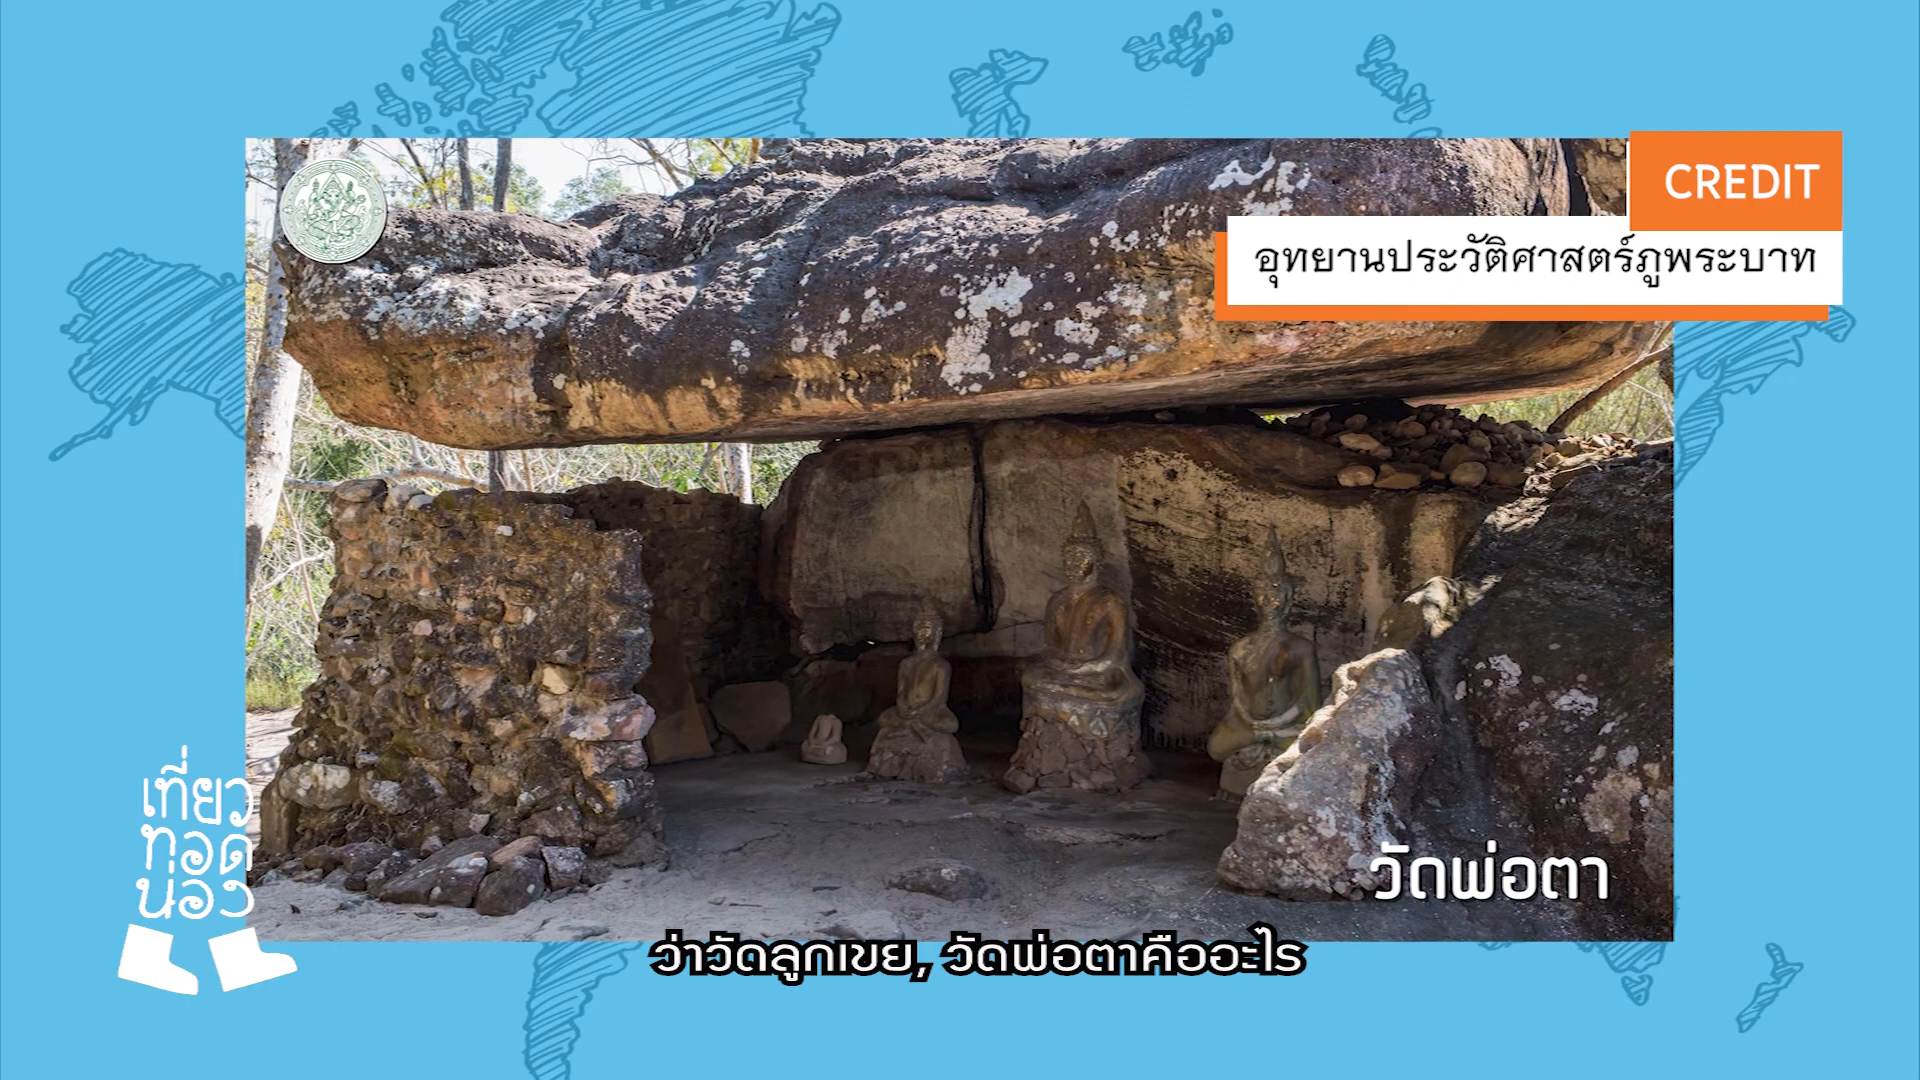 CREDIT
อุทยานประวัติศาสตร์ภูพระบาท
เที่ยว
ทอด
น่อง
วัดพ่อตา
ว่าวัดลูกเขย, วัดพ่อตาคืออะไร